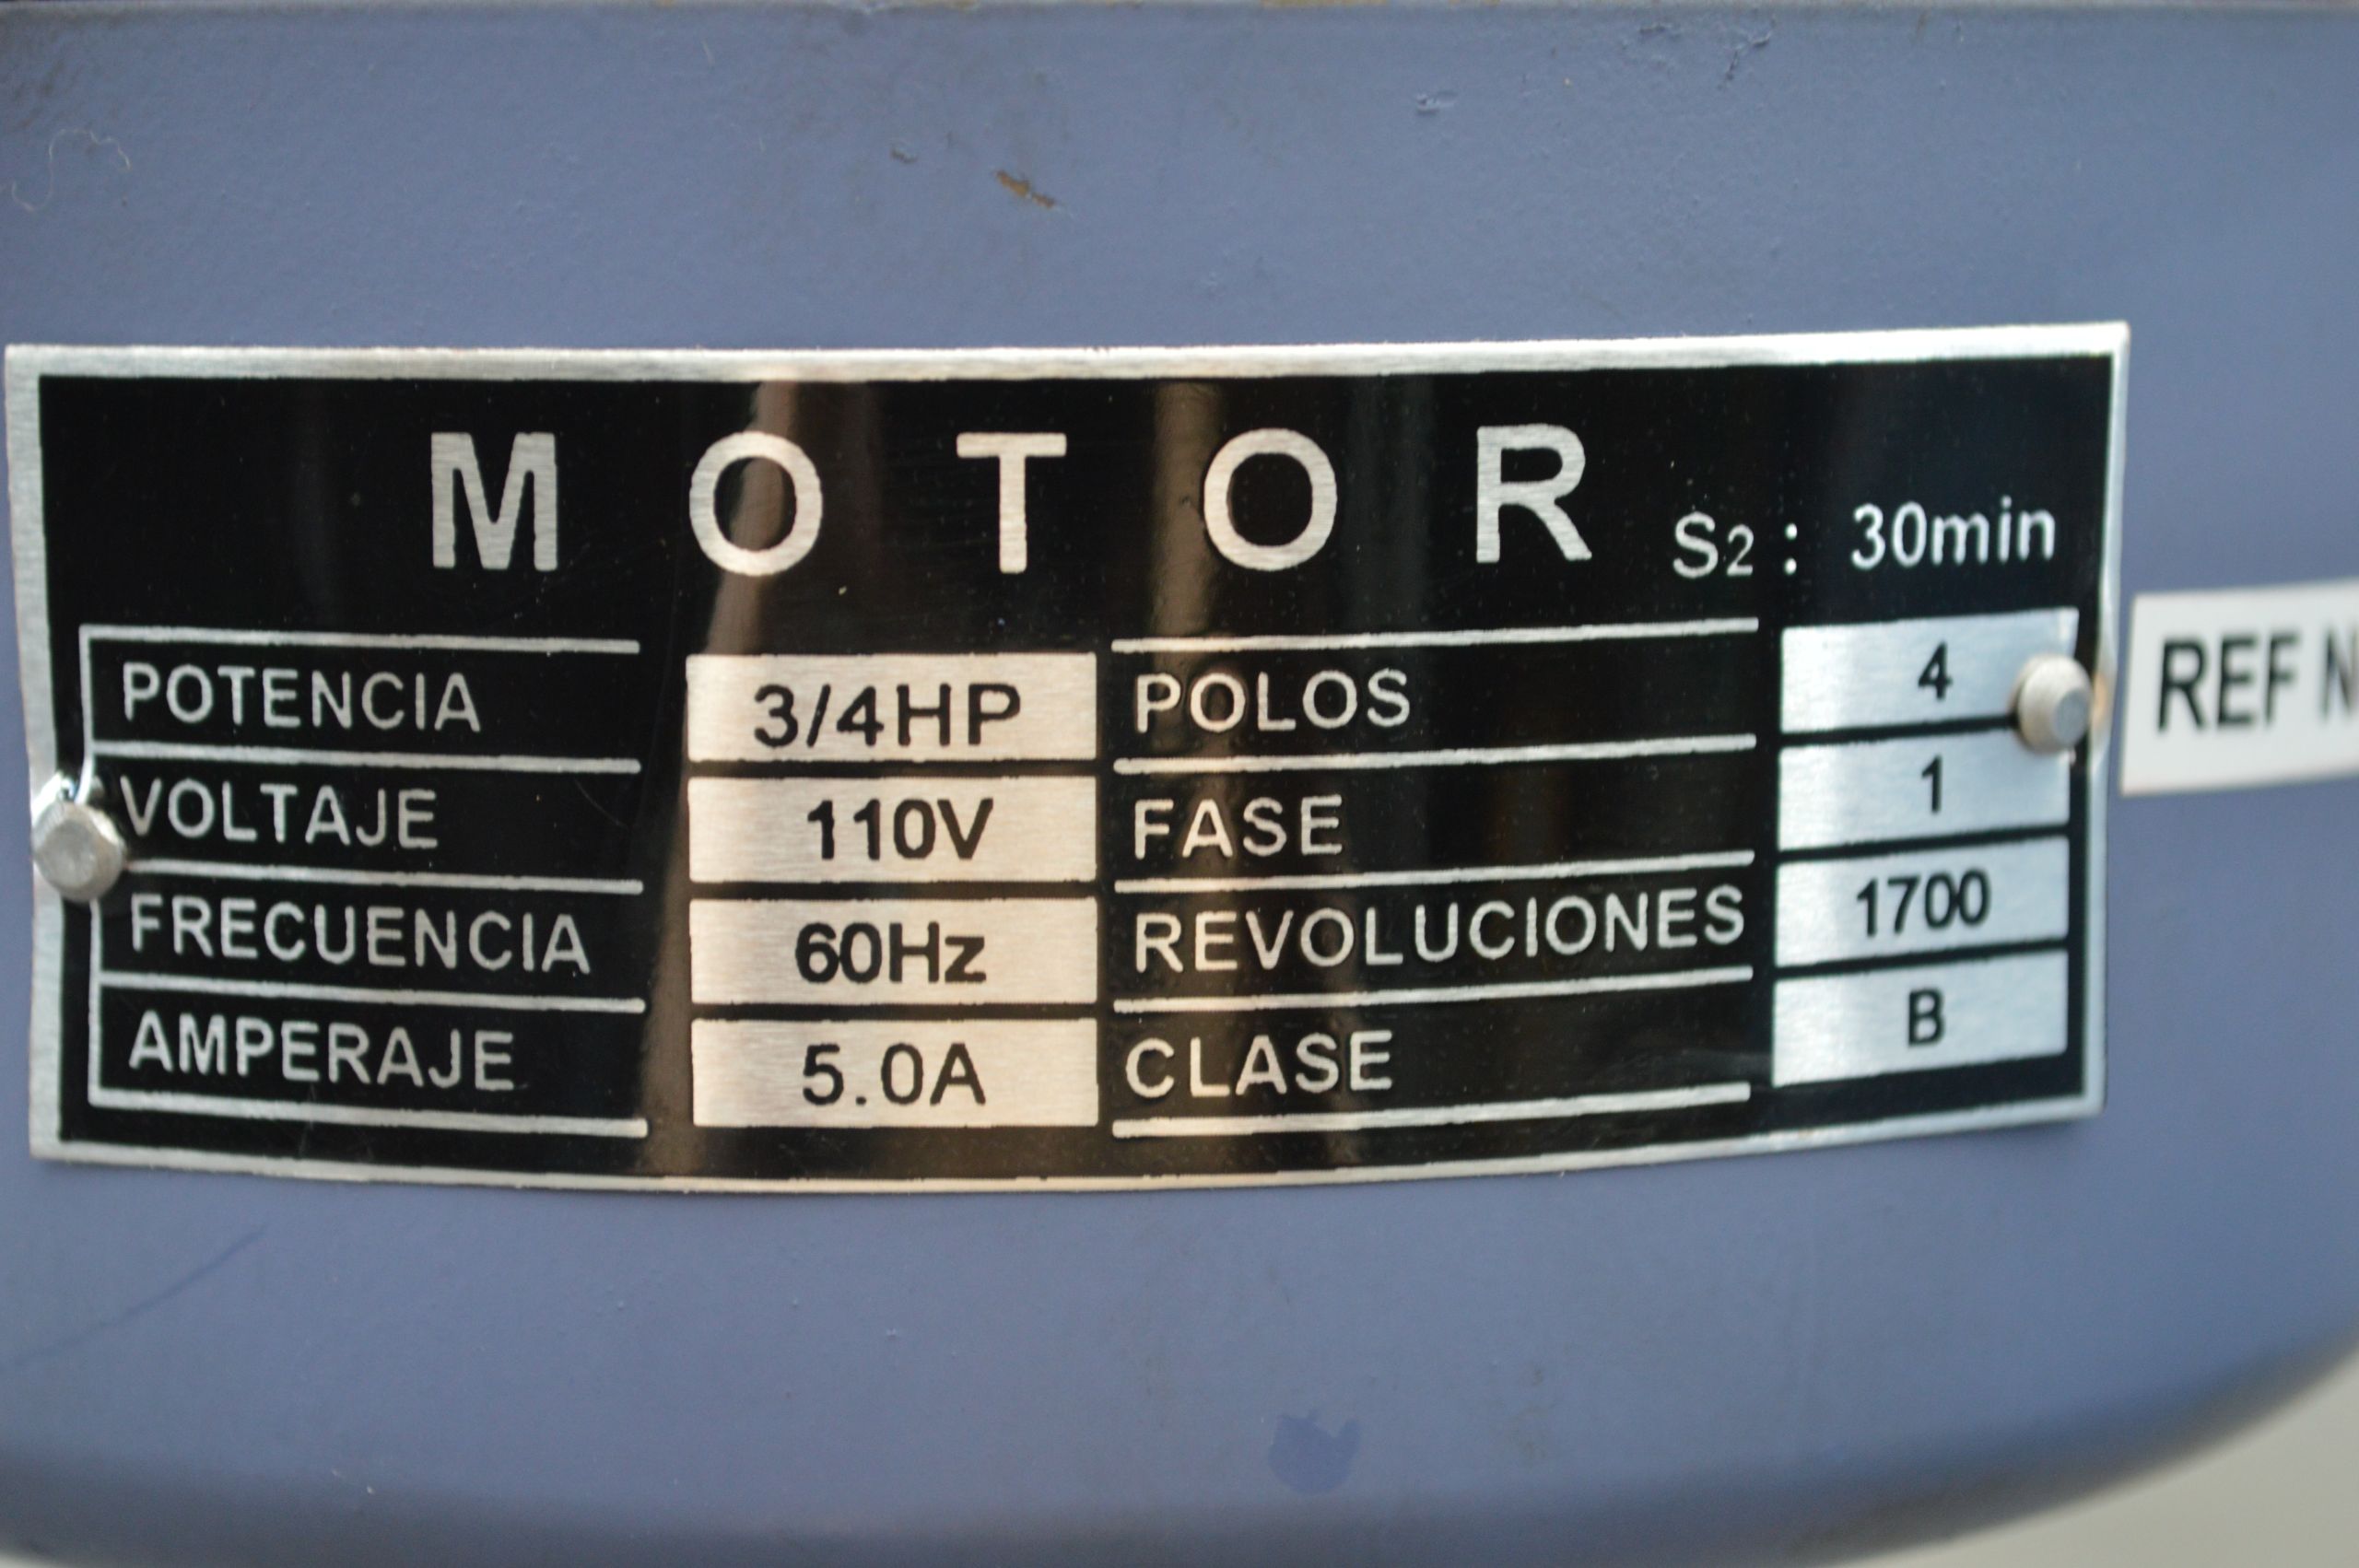 MOTOR S2: 30min
POTENCIA 3/4HP POLOS 4
VOLTAJE 110V FASE 1
FRECUENCIA 60Hz REVOLUCIONES 1700
AMPERAJE 5.0A CLASE B
REF